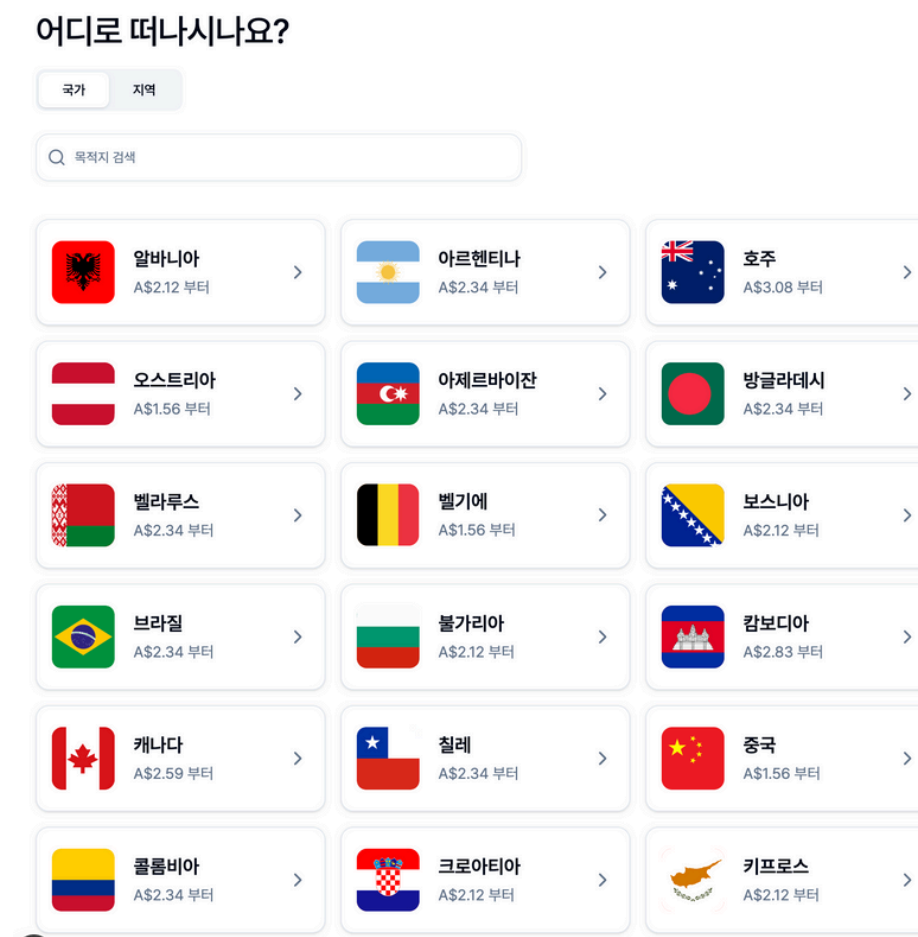 어디로 떠나시나요?
국가 지역
목적지 검색
알바니아 아르헨티나 호주
A$2.12 부터 A$2.34 부터 A$3.08 부터
오스트리아 아제르바이잔 방글라데시
A$1.56 부터 A$2.34 부터 A$2.34 부터
벨라루스 벨기에 보스니아
A$2.34 부터 A$1.56 부터 A$2.12 부터
브라질 불가리아 캄보디아
A$2.34 부터 A$2.12 부터 A$2.83 부터
캐나다 칠레 중국
A$2.59 부터 A$2.34 부터 A$1.56 부터
콜롬비아 크로아티아 키프로스
A$2.34 부터 A$2.12 부터 A$2.12 부터